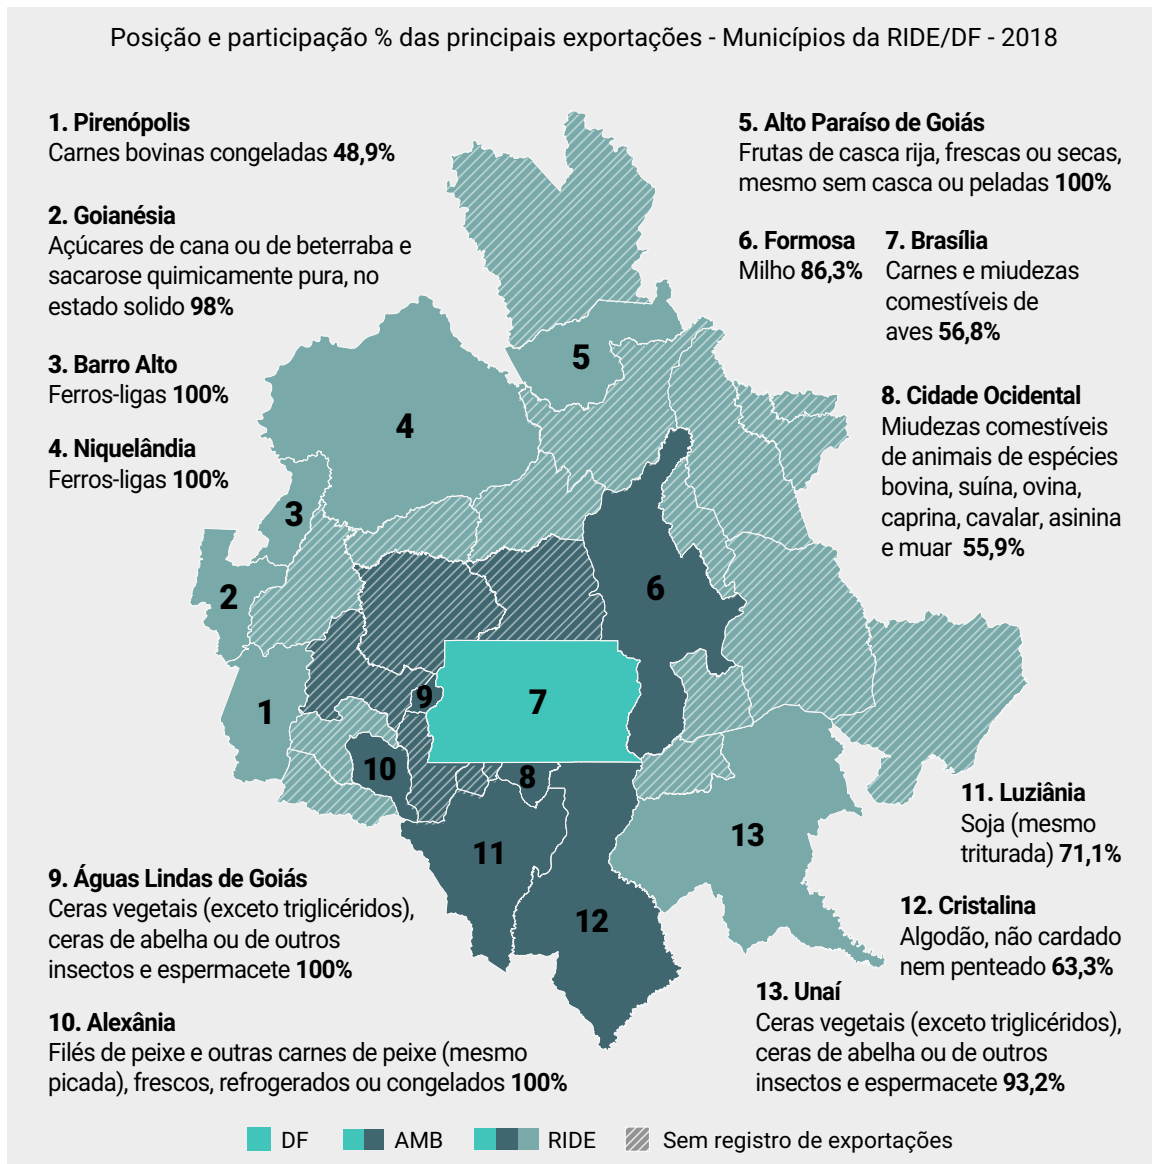 Posição e participação % das principais exportações - Municípios da RIDE/DF - 2018
1. Pirenópolis
Carnes bovinas congeladas 48,9%
2. Goianésia
Açúcares de cana ou de beterraba e
sacarose quimicamente pura, no
estado solido 98%
3. Barro Alto
Ferros-ligas 100%
4. Niquelândia
Ferros-ligas 100%
5. Alto Paraíso de Goiás
Frutas de casca rija, frescas ou secas,
mesmo sem casca ou peladas 100%
6. Formosa
Milho 86,3%
7. Brasília
Carnes e miudezas
comestíveis de
aves 56,8%
8. Cidade Ocidental
Miudezas comestíveis
de animais de espécies
bovina, suína, ovina,
caprina, cavalar, asinina
e muar 55,9%
5
4
3
2
6
1
9
7
10
8
11
13
12
9. Águas Lindas de Goiás
Ceras vegetais (exceto triglicéridos),
ceras de abelha ou de outros
insectos e espermacete 100%
10. Alexânia
Filés de peixe e outras carnes de peixe (mesmo
picada), frescos, refrogerados ou congelados 100%
11. Luziânia
Soja (mesmo
triturada) 71,1%
12. Cristalina
Algodão, não cardado
nem penteado 63,3%
13. Unaí
Ceras vegetais (exceto triglicéridos),
ceras de abelha ou de outros
insectos e espermacete 93,2%
DF AMB RIDE Sem registro de exportações